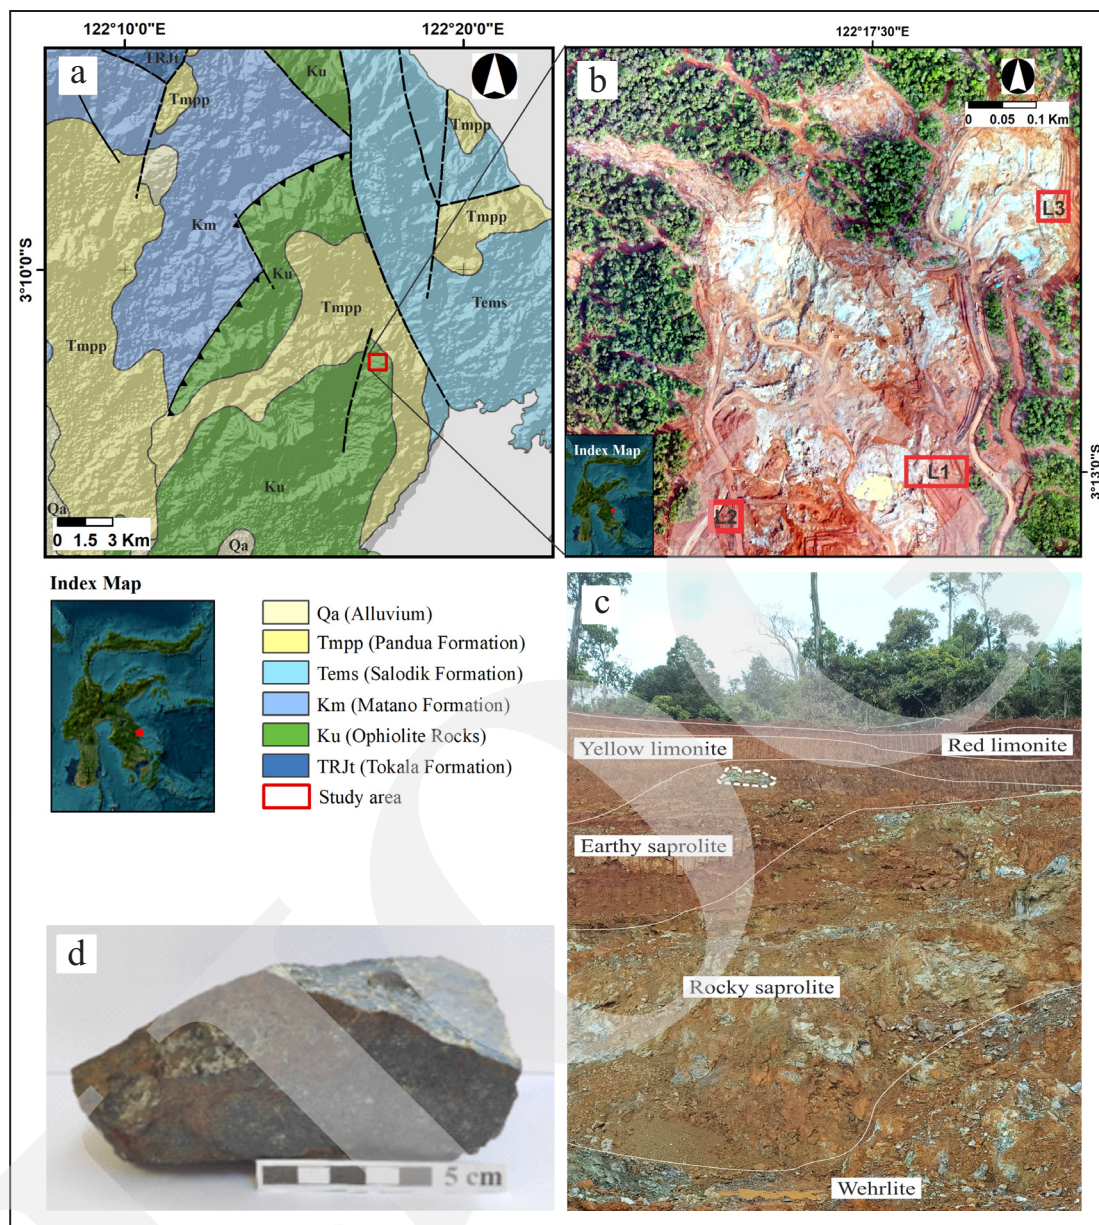 122°10'0"E
122°20'0"E
122°17'30"E
a
TRJt
Ku
Tmpp
Tmpp
Km
Tmpp
3°10'0"S
Ku
Tmpp
Tems
Tmpp
Ku
Qa
Qa
0 1.5 3 Km
b
0 0.05 0.1 Km
L3
L1
L2
Index Map
3°13'0"S
Index Map
Qa (Alluvium)
Tmpp (Pandua Formation)
Tems (Salodik Formation)
Km (Matano Formation)
Ku (Ophiolite Rocks)
TRJt (Tokala Formation)
Study area
c
Yellow limonite
Red limonite
Earthy saprolite
Rocky saprolite
Wehrlite
d
5 cm